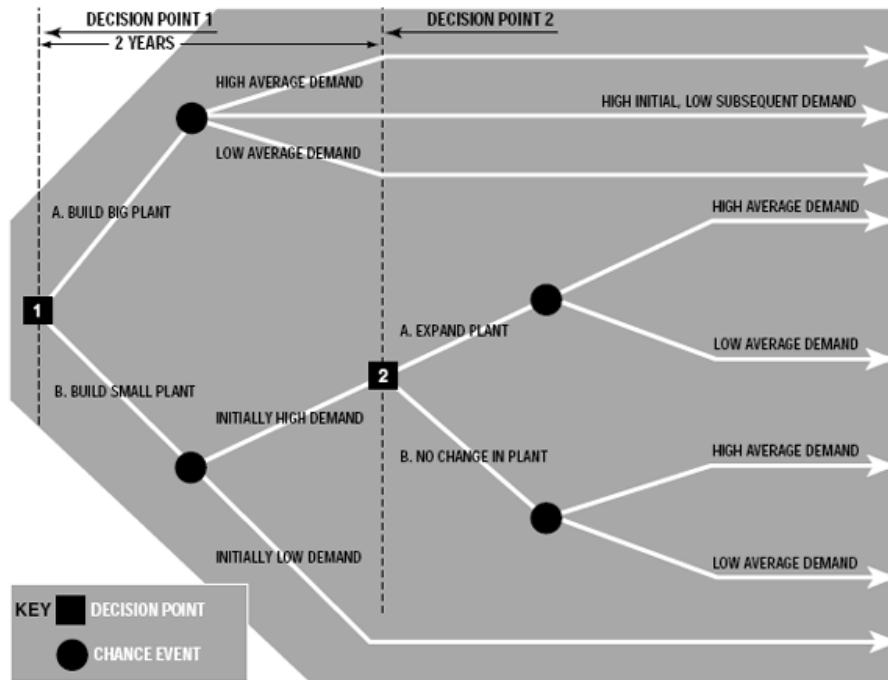 DECISION POINT 1
DECISION POINT 2
2 YEARS
HIGH AVERAGE DEMAND
HIGH INITIAL, LOW SUBSEQUENT DEMAND
LOW AVERAGE DEMAND
A. BUILD BIG PLANT
HIGH AVERAGE DEMAND
1
A. EXPAND PLANT
LOW AVERAGE DEMAND
2
B. BUILD SMALL PLANT
INITIALLY HIGH DEMAND
HIGH AVERAGE DEMAND
B. NO CHANGE IN PLANT
INITIALLY LOW DEMAND
LOW AVERAGE DEMAND
KEY DECISION POINT
CHANCE EVENT